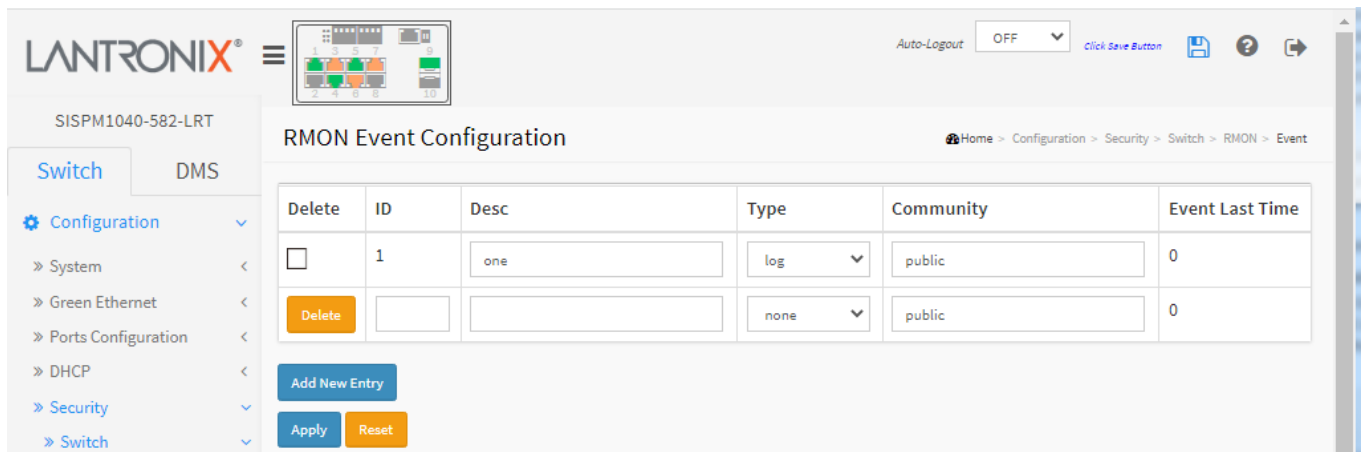 LANTRONIX®
1 3 5 7 9
2 4 6 8 10
Auto-Logout OFF Click Save Button
SISPM1040-582-LRT
Switch DMS
Configuration
» System
» Green Ethernet
» Ports Configuration
» DHCP
» Security
» Switch
RMON Event Configuration
Home > Configuration > Security > Switch > RMON > Event
Delete ID Desc Type Community Event Last Time
1 one log public 0
Delete none public 0
Add New Entry
Apply Reset